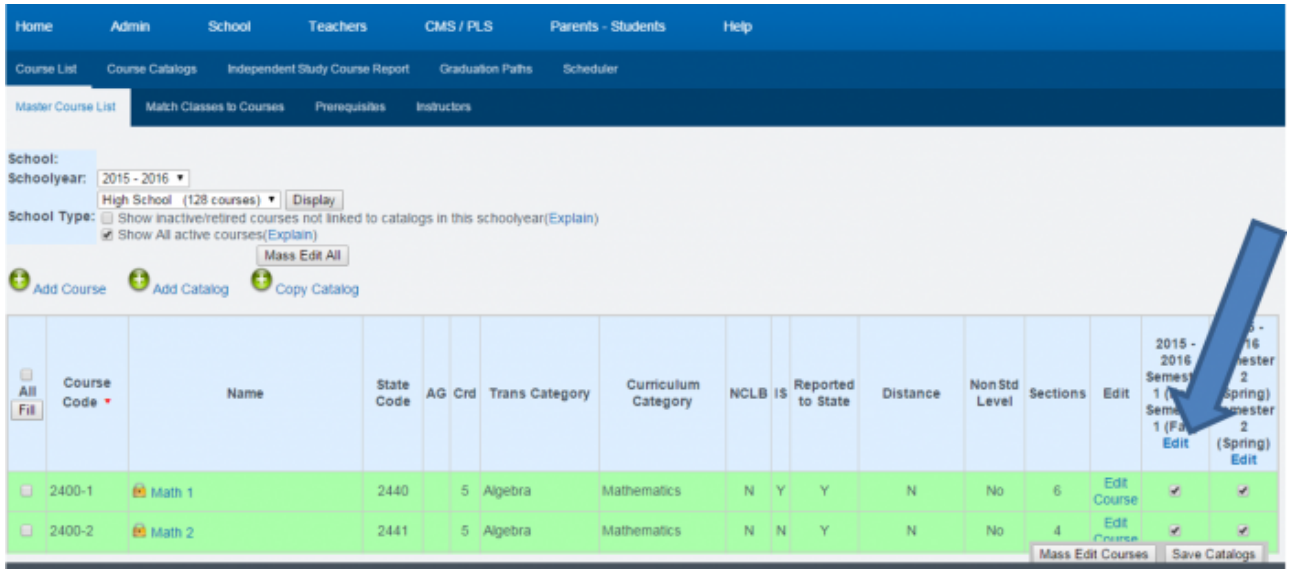 Home Admin School Teachers CMS / PLS Parents - Students Help
Course List Course Catalogs Independent Study Course Report Graduation Paths Scheduler
Master Course List Match Classes to Courses Prerequisites Instructors
School:
Schoolyear: 2015 - 2016
High School (128 courses) Display
School Type: Show inactive/retired courses not linked to catalogs in this schoolyear(Explain)
Show All active courses(Explain)
Mass Edit All
Add Course Add Catalog Copy Catalog
All
Fill
Course
Code
Name
State
Code
AG
Crd
Trans Category
Curriculum
Category
NCLB
IS
Reported
to State
Distance
Non Std
Level
Sections
Edit
2015 -
2016
1
1
Edit
2
2
(Spring)
Edit
2400-1 Math 1 2440 5 Algebra Mathematics N Y Y N No 6 Edit
Course
2400-2 Math 2 2441 5 Algebra Mathematics N N Y N No 4 Edit
Course
Mass Edit Courses Save Catalogs